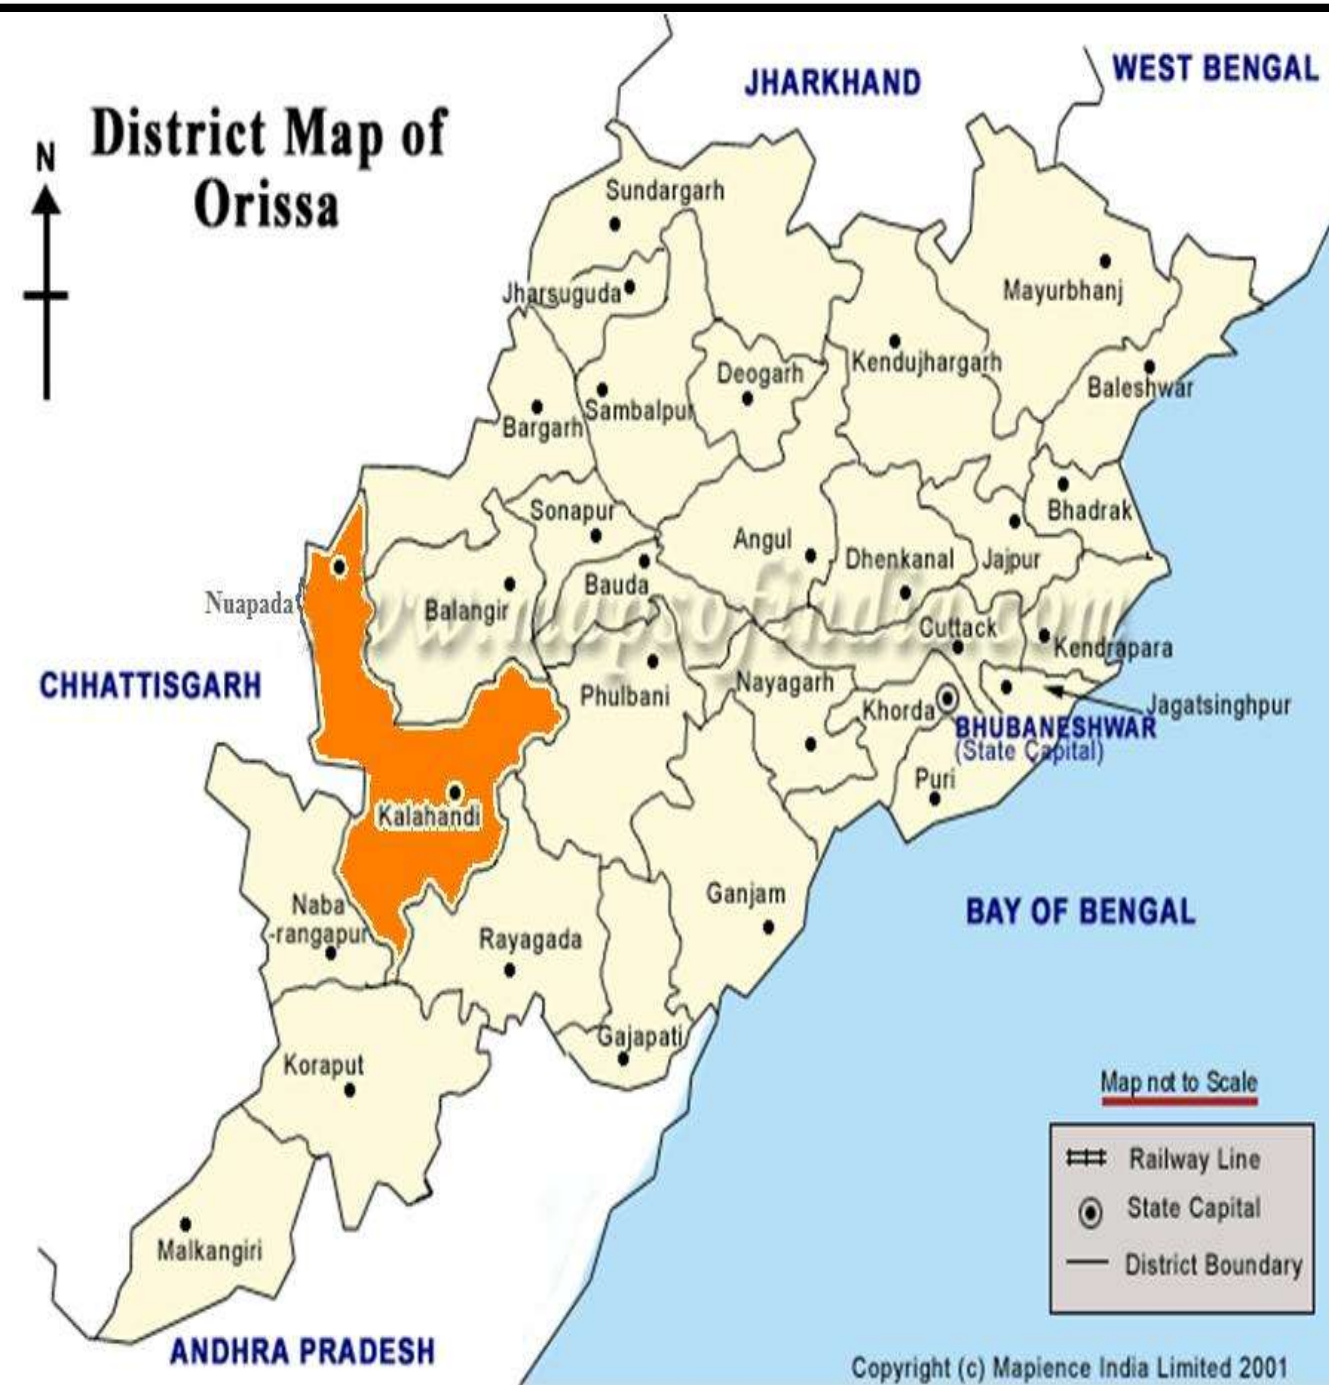 JHARKHAND
WEST BENGAL
District Map of
Orissa
N
Sundargarh
Jharsuguda
Mayurbhanj
Kendujhargarh
Deogarh
Baleshwar
Sambalpur
Bargarh
Sonapur
Bhadrak
Angul
Dhenkanal
Jajpur
Bauda
Balangir
Nuapada
www.mapsofindia.com
Cuttack
Kendrapara
CHHATTISGARH
Phulbani
Nayagarh
Khorda
Jagatsinghpur
BHUBANESHWAR
(State Capital)
Puri
Kalahandi
Naba
-rangapur
Ganjam
BAY OF BENGAL
Rayagada
Gajapati
Koraput
Map not to Scale
Railway Line
State Capital
District Boundary
Malkangiri
ANDHRA PRADESH
Copyright (c) Mapience India Limited 2001